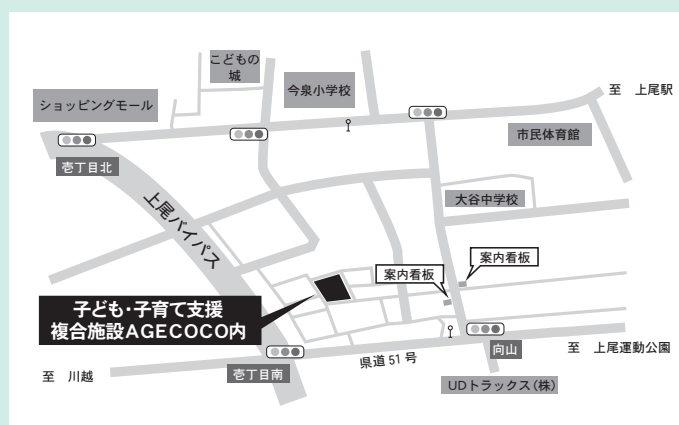 こどもの
城
今泉小学校
至　上尾駅
ショッピングモール
市民体育館
壱丁目北
大谷中学校
上尾バイパス
案内看板
案内看板
子ども・子育て支援
複合施設AGECOCO内
向山
至　上尾運動公園
県道51号
至　川越
壱丁目南
UDトラックス（株）